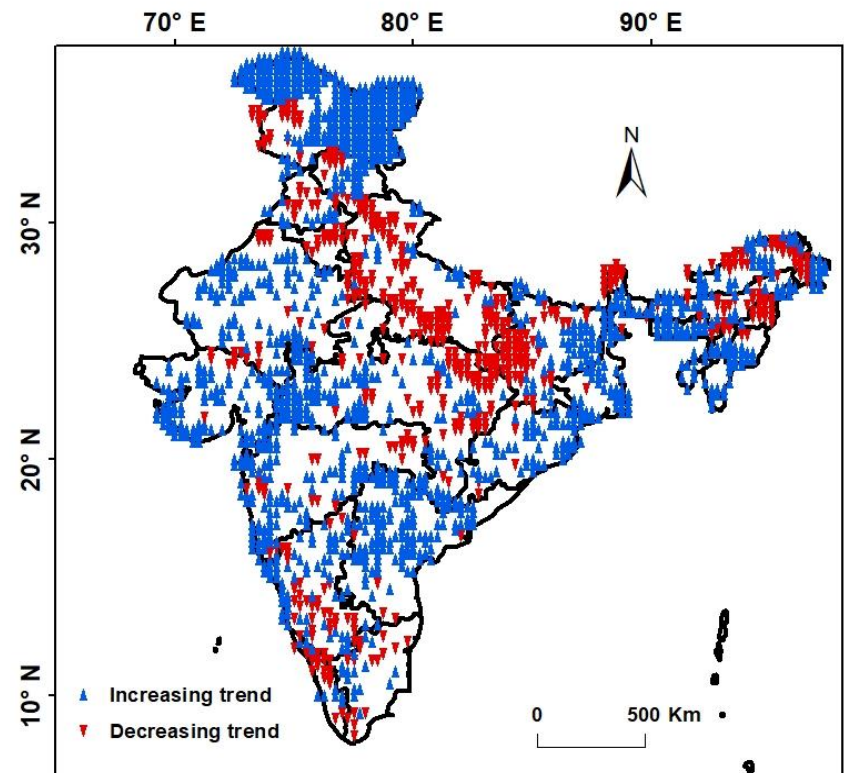 70° E 80° E 90° E
N
30° N
20° N
10° N
Increasing trend
Decreasing trend
0 500 Km